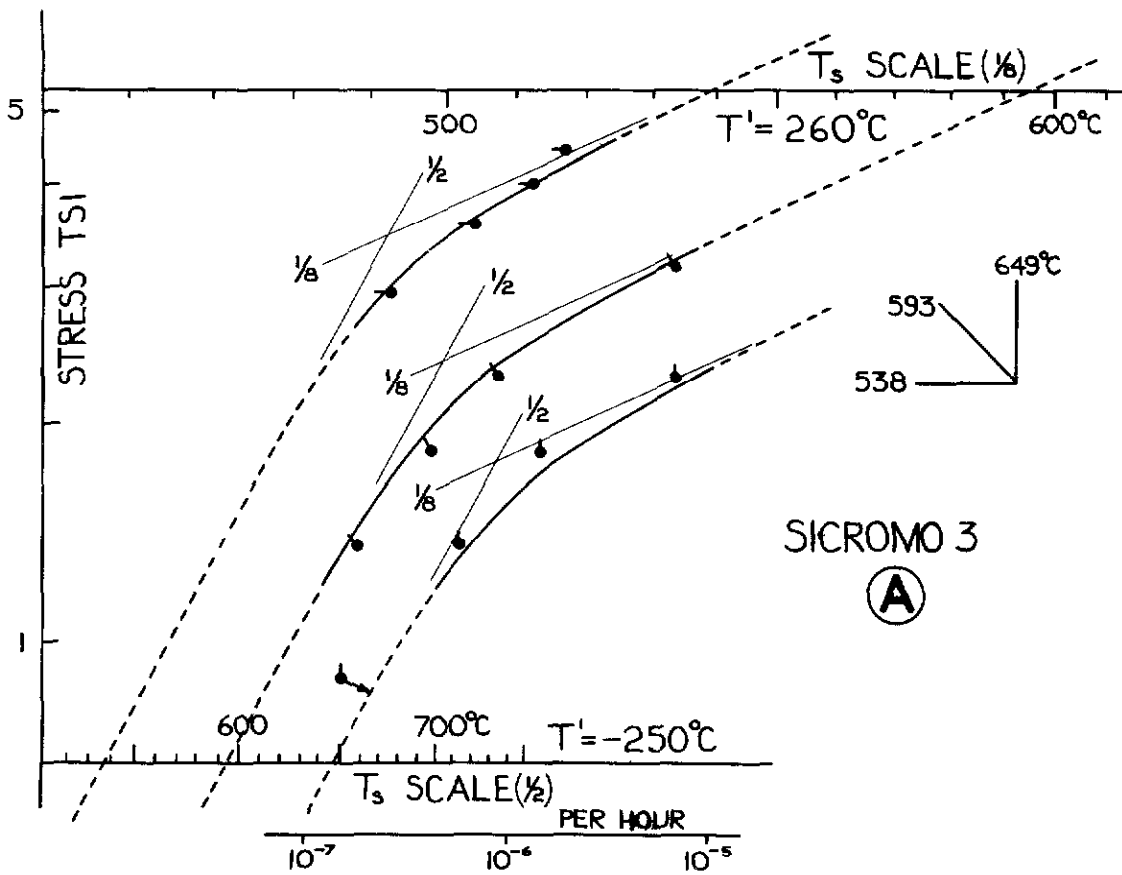 Ts SCALE (⅛)
5
500
T' = 260°C
600°C
½
STRESS TSI
⅛
½
649°C
593
⅛
538
½
⅛
SICROMO 3
A
1
600
700°C
T' = -250°C
Ts SCALE (½)
PER HOUR
10⁻⁷
10⁻⁶
10⁻⁵